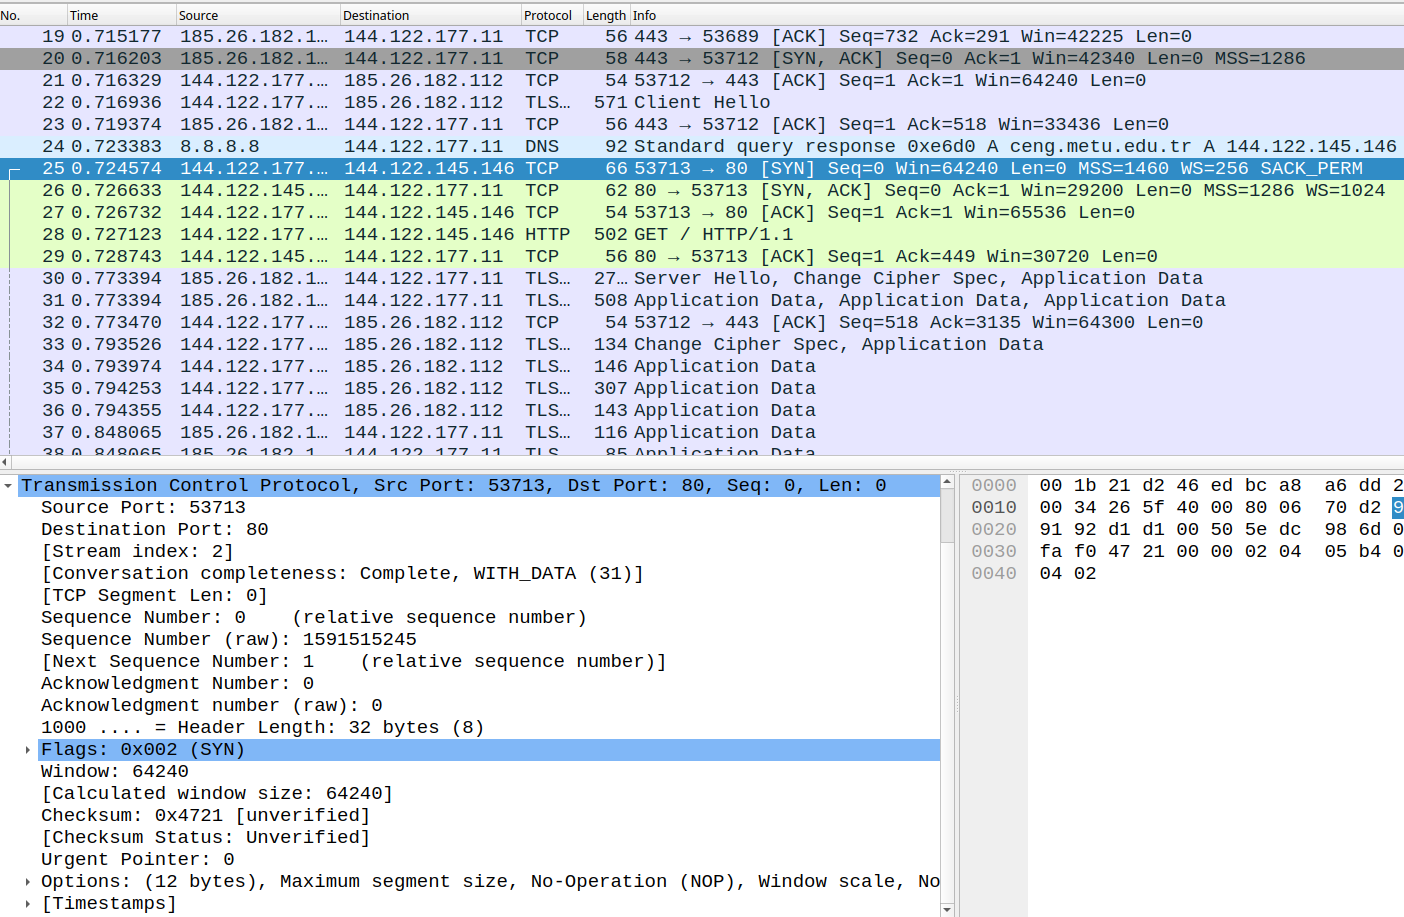 No. Time Source Destination Protocol Length Info
19 0.715177 185.26.182.1… 144.122.177.11 TCP 56 443 → 53689 [ACK] Seq=732 Ack=291 Win=42225 Len=0
20 0.716203 185.26.182.1… 144.122.177.11 TCP 58 443 → 53712 [SYN, ACK] Seq=0 Ack=1 Win=42340 Len=0 MSS=1286
21 0.716329 144.122.177.… 185.26.182.112 TCP 54 53712 → 443 [ACK] Seq=1 Ack=1 Win=64240 Len=0
22 0.716936 144.122.177.… 185.26.182.112 TLS… 571 Client Hello
23 0.719374 185.26.182.1… 144.122.177.11 TCP 56 443 → 53712 [ACK] Seq=1 Ack=518 Win=33436 Len=0
24 0.723383 8.8.8.8 144.122.177.11 DNS 92 Standard query response 0xe6d0 A ceng.metu.edu.tr A 144.122.145.146
25 0.724574 144.122.177.… 144.122.145.146 TCP 66 53713 → 80 [SYN] Seq=0 Win=64240 Len=0 MSS=1460 WS=256 SACK_PERM
26 0.726633 144.122.145.… 144.122.177.11 TCP 62 80 → 53713 [SYN, ACK] Seq=0 Ack=1 Win=29200 Len=0 MSS=1286 WS=1024
27 0.726732 144.122.177.… 144.122.145.146 TCP 54 53713 → 80 [ACK] Seq=1 Ack=1 Win=65536 Len=0
28 0.727123 144.122.177.… 144.122.145.146 HTTP 502 GET / HTTP/1.1
29 0.728743 144.122.145.… 144.122.177.11 TCP 56 80 → 53713 [ACK] Seq=1 Ack=449 Win=30720 Len=0
30 0.773394 185.26.182.1… 144.122.177.11 TLS… 27… Server Hello, Change Cipher Spec, Application Data
31 0.773394 185.26.182.1… 144.122.177.11 TLS… 508 Application Data, Application Data, Application Data
32 0.773470 144.122.177.… 185.26.182.112 TCP 54 53712 → 443 [ACK] Seq=518 Ack=3135 Win=64300 Len=0
33 0.793526 144.122.177.… 185.26.182.112 TLS… 134 Change Cipher Spec, Application Data
34 0.793974 144.122.177.… 185.26.182.112 TLS… 146 Application Data
35 0.794253 144.122.177.… 185.26.182.112 TLS… 307 Application Data
36 0.794355 144.122.177.… 185.26.182.112 TLS… 143 Application Data
37 0.848065 185.26.182.1… 144.122.177.11 TLS… 116 Application Data
38 0.848065 185.26.182.1 144.122.177.11 TLS 85 Application Data
Transmission Control Protocol, Src Port: 53713, Dst Port: 80, Seq: 0, Len: 0
Source Port: 53713
Destination Port: 80
[Stream index: 2]
[Conversation completeness: Complete, WITH_DATA (31)]
[TCP Segment Len: 0]
Sequence Number: 0 (relative sequence number)
Sequence Number (raw): 1591515245
[Next Sequence Number: 1 (relative sequence number)]
Acknowledgment Number: 0
Acknowledgment number (raw): 0
1000 .... = Header Length: 32 bytes (8)
Flags: 0x002 (SYN)
Window: 64240
[Calculated window size: 64240]
Checksum: 0x4721 [unverified]
[Checksum Status: Unverified]
Urgent Pointer: 0
Options: (12 bytes), Maximum segment size, No-Operation (NOP), Window scale, No
[Timestamps]
0000 00 1b 21 d2 46 ed bc a8 a6 dd 2
0010 00 34 26 5f 40 00 80 06 70 d2 9
0020 91 92 d1 d1 00 50 5e dc 98 6d 0
0030 fa f0 47 21 00 00 02 04 05 b4 0
0040 04 02